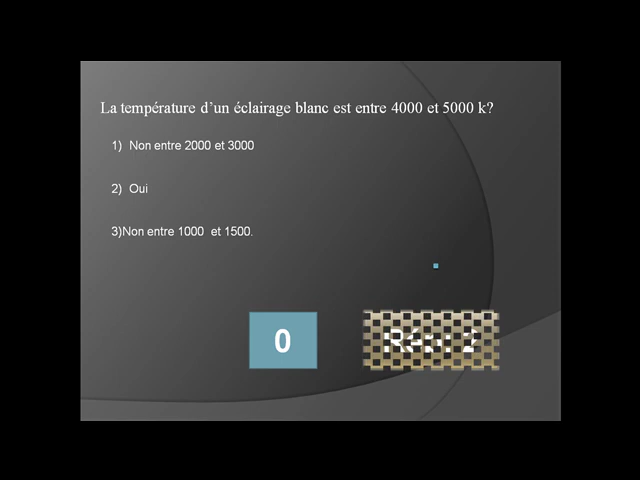 La température d'un éclairage blanc est entre 4000 et 5000 k?
1) Non entre 2000 et 3000
2) Oui
3)Non entre 1000 et 1500.
0
2